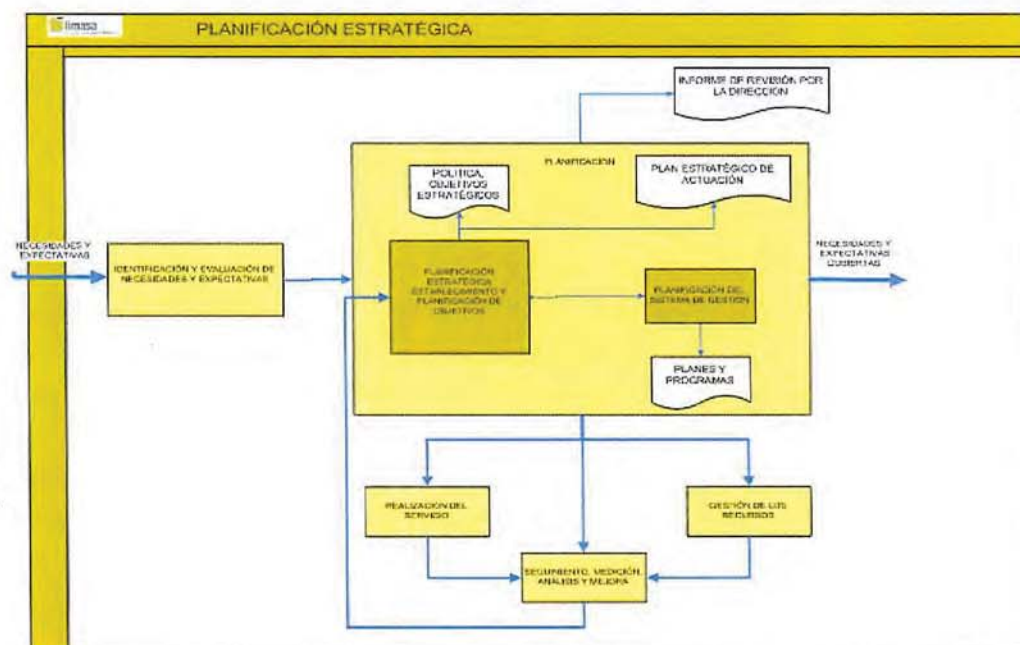 limasa
PLANIFICACIÓN ESTRATÉGICA
INFORME DE REVISIÓN POR
LA DIRECCIÓN
PLANIFICACIÓN
POLÍTICA,
OBJETIVOS
ESTRATÉGICOS
PLAN ESTRATÉGICO DE
ACTUACIÓN
NECESIDADES Y
EXPECTATIVAS
IDENTIFICACIÓN Y EVALUACIÓN DE
NECESIDADES Y EXPECTATIVAS
PLANIFICACIÓN
ESTRATÉGICA
ESTABLECIMIENTO Y
PLANIFICACIÓN DE
OBJETIVOS
PLANIFICACIÓN DEL
SISTEMA DE GESTIÓN
NECESIDADES Y
EXPECTATIVAS
CUBIERTAS
PLANES Y
PROGRAMAS
REALIZACIÓN DEL
SERVICIO
GESTIÓN DE LOS
RECURSOS
SEGUIMIENTO, MEDICIÓN,
ANÁLISIS Y MEJORA